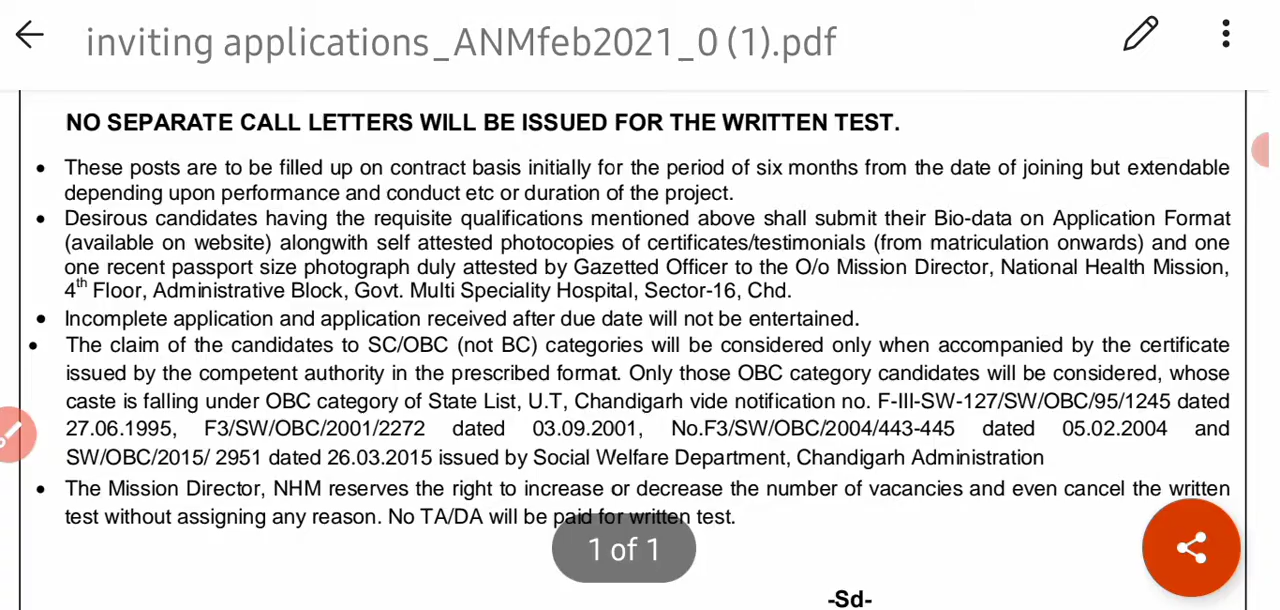 inviting applications_ANMfeb2021_0 (1).pdf
NO SEPARATE CALL LETTERS WILL BE ISSUED FOR THE WRITTEN TEST.
• These posts are to be filled up on contract basis initially for the period of six months from the date of joining but extendable
depending upon performance and conduct etc or duration of the project.
• Desirous candidates having the requisite qualifications mentioned above shall submit their Bio-data on Application Format
(available on website) alongwith self attested photocopies of certificates/testimonials (from matriculation onwards) and one
one recent passport size photograph duly attested by Gazetted Officer to the O/o Mission Director, National Health Mission,
4th Floor, Administrative Block, Govt. Multi Speciality Hospital, Sector-16, Chd.
• Incomplete application and application received after due date will not be entertained.
• The claim of the candidates to SC/OBC (not BC) categories will be considered only when accompanied by the certificate
issued by the competent authority in the prescribed format. Only those OBC category candidates will be considered, whose
caste is falling under OBC category of State List, U.T, Chandigarh vide notification no. F-III-SW-127/SW/OBC/95/1245 dated
27.06.1995, F3/SW/OBC/2001/2272 dated 03.09.2001, No.F3/SW/OBC/2004/443-445 dated 05.02.2004 and
SW/OBC/2015/ 2951 dated 26.03.2015 issued by Social Welfare Department, Chandigarh Administration
• The Mission Director, NHM reserves the right to increase or decrease the number of vacancies and even cancel the written
test without assigning any reason. No TA/DA will be paid for written test.
1 of 1
-Sd-